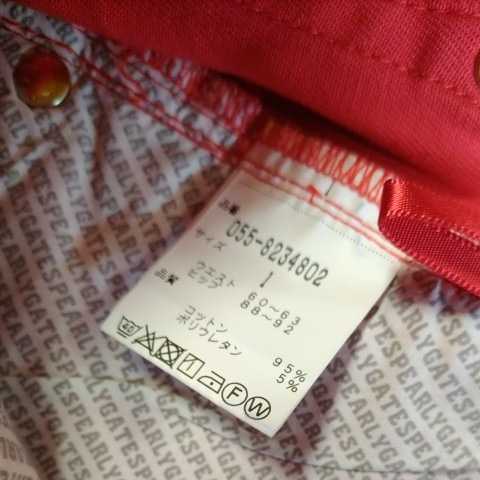 品番
055-8234802
サイズ
1
ウエスト 60~63
ヒップ 88~92
品質
コットン 95%
ポリウレタン 5%
40
F W
PEARLYGATES